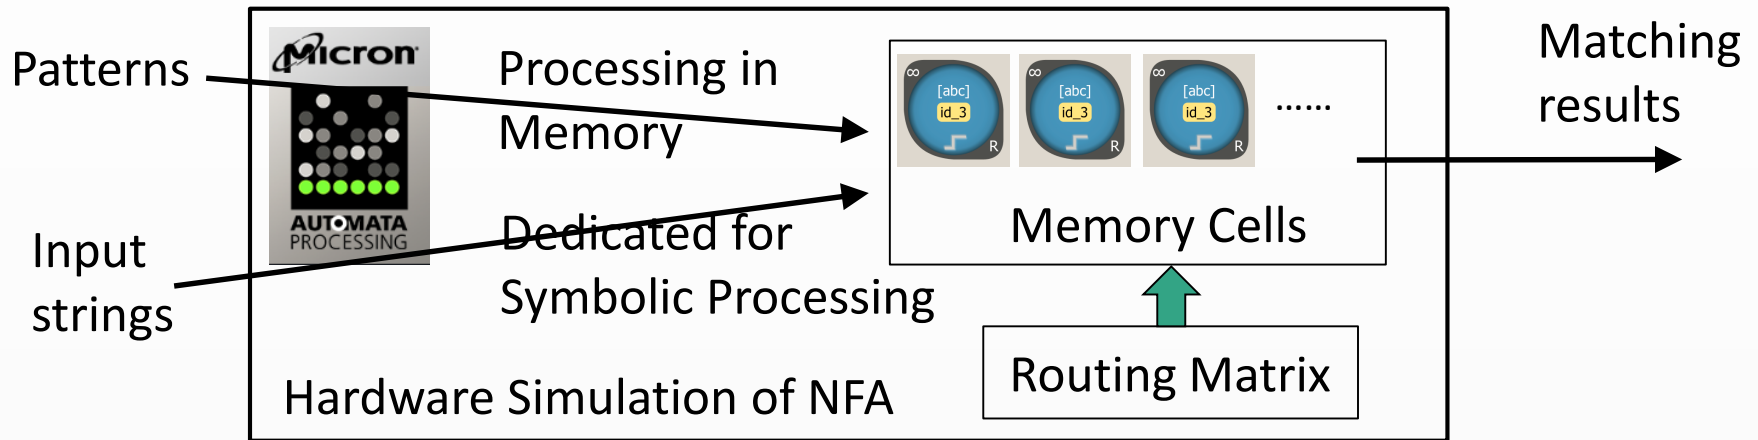 Patterns
Input
strings
Micron
AUTOMATA
PROCESSING
Processing in
Memory
Dedicated for
Symbolic Processing
Hardware Simulation of NFA
∞
[abc]
id_3
R
∞
[abc]
id_3
R
∞
[abc]
id_3
R
......
Memory Cells
Routing Matrix
Matching
results